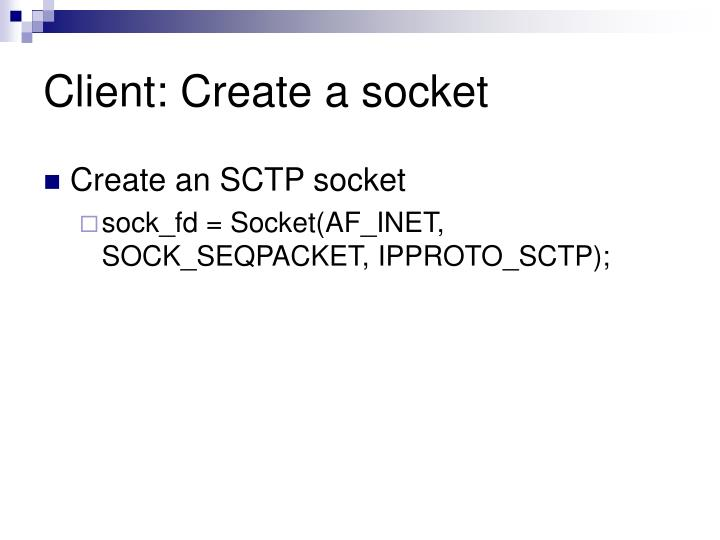 Client: Create a socket
Create an SCTP socket
sock_fd = Socket(AF_INET,
SOCK_SEQPACKET, IPPROTO_SCTP);